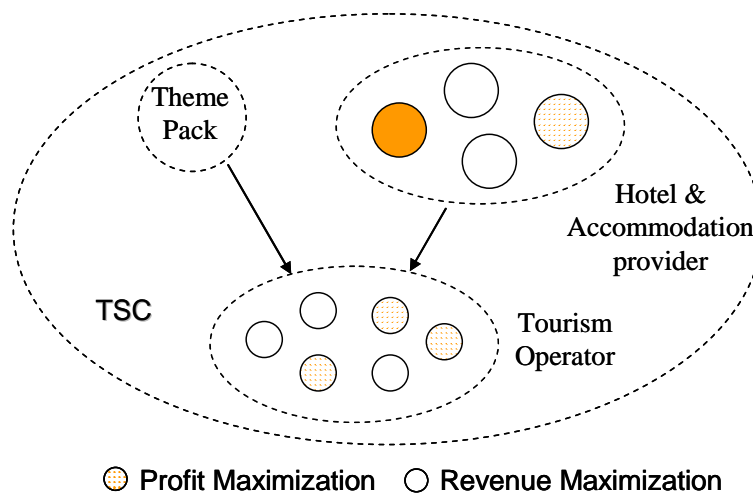 Theme
Pack
Hotel &
Accommodation
provider
TSC
Tourism
Operator
Profit Maximization
Revenue Maximization